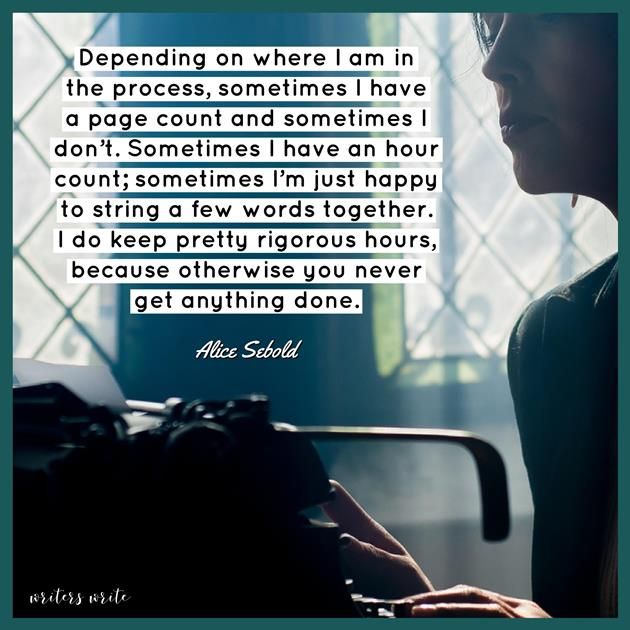 Depending on where I am in
the process, sometimes I have
a page count and sometimes I
don't. Sometimes I have an hour
count; sometimes I'm just happy
to string a few words together.
I do keep pretty rigorous hours,
because otherwise you never
get anything done.
Alice Sebold
writers write